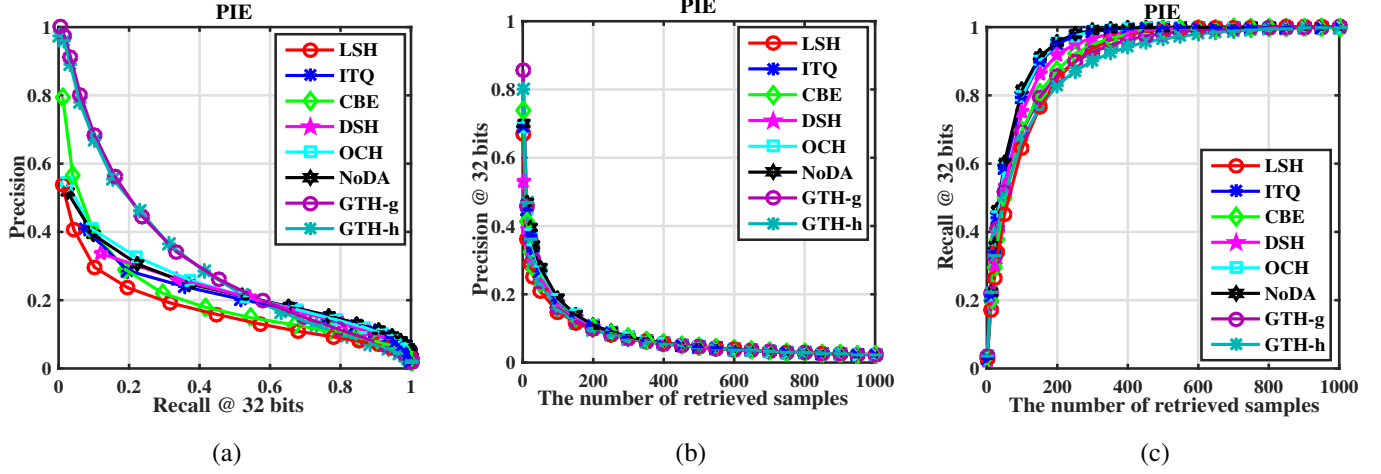 PIE
Precision
1
0.8
0.6
0.4
0.2
0
0
0.2
0.4
0.6
0.8
1
Recall @ 32 bits
LSH
ITQ
CBE
DSH
OCH
NoDA
GTH-g
GTH-h
(a)
PIE
Precision @ 32 bits
1
0.8
0.6
0.4
0.2
0
0
200
400
600
800
1000
The number of retrieved samples
LSH
ITQ
CBE
DSH
OCH
NoDA
GTH-g
GTH-h
(b)
PIE
Recall @ 32 bits
1
0.8
0.6
0.4
0.2
0
0
200
400
600
800
1000
The number of retrieved samples
LSH
ITQ
CBE
DSH
OCH
NoDA
GTH-g
GTH-h
(c)